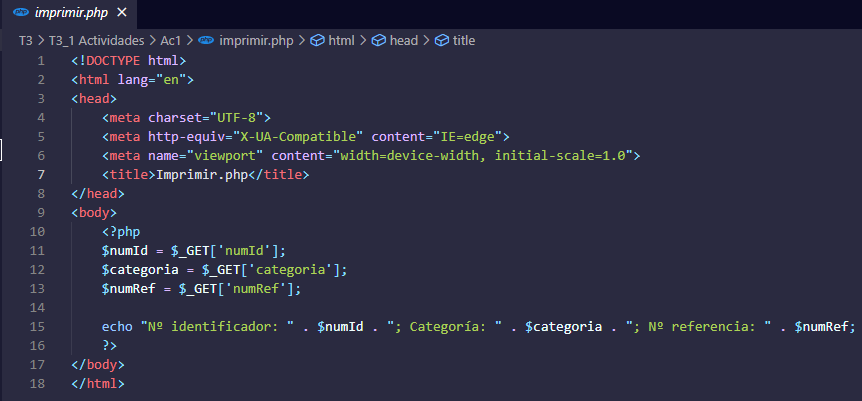 php imprimir.php ×
T3 > T3_1 Actividades > Ac1 > php imprimir.php > html > head > title
1 <!DOCTYPE html>
2 <html lang="en">
3 <head>
4 <meta charset="UTF-8">
5 <meta http-equiv="X-UA-Compatible" content="IE=edge">
6 <meta name="viewport" content="width=device-width, initial-scale=1.0">
7 <title>Imprimir.php</title>
8 </head>
9 <body>
10 <?php
11 $numId = $_GET['numId'];
12 $categoria = $_GET['categoria'];
13 $numRef = $_GET['numRef'];
14
15 echo "Nº identificador: " . $numId . "; Categoría: " . $categoria . "; Nº referencia: " . $numRef;
16 ?>
17 </body>
18 </html>